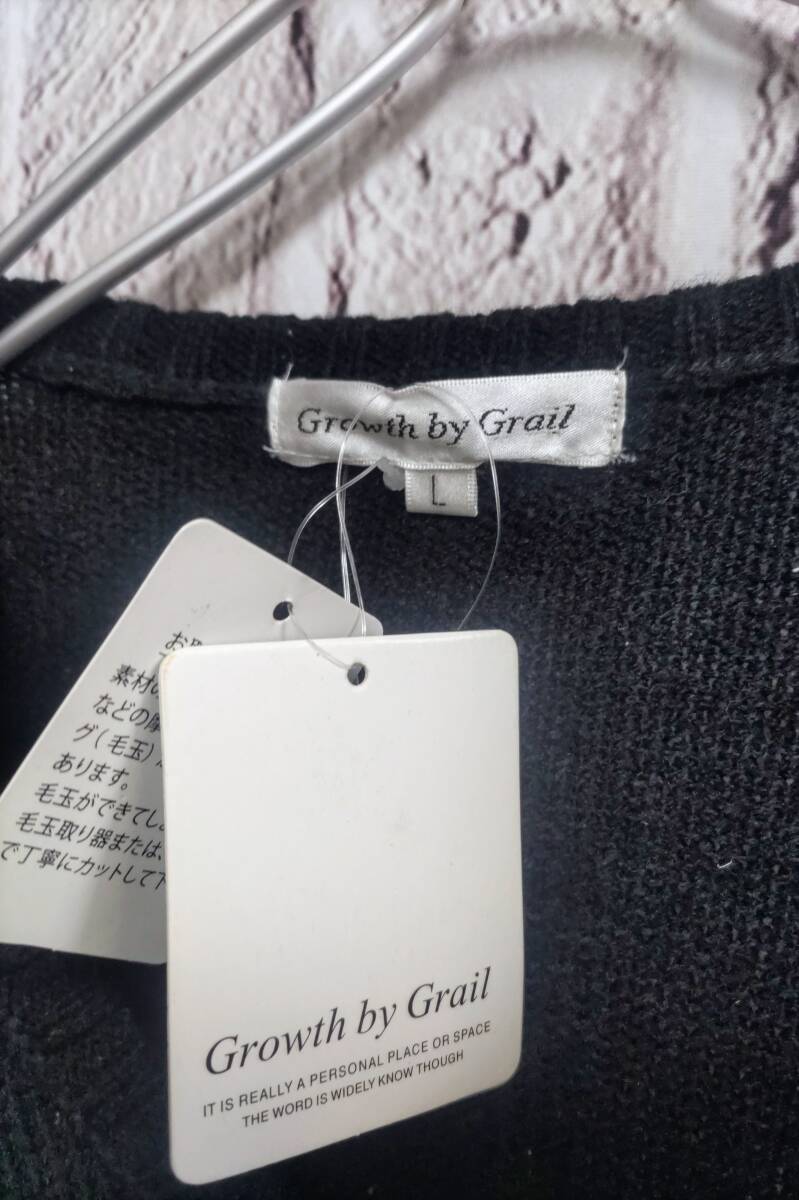 Growth by Grail
L
お取
素材の
などの摩
グ(毛玉)
あります。
毛玉ができてし
毛玉取り器または、
で丁寧にカットして下
Growth by Grail
IT IS REALLY A PERSONAL PLACE OR SPACE
THE WORD IS WIDELY KNOW THOUGH